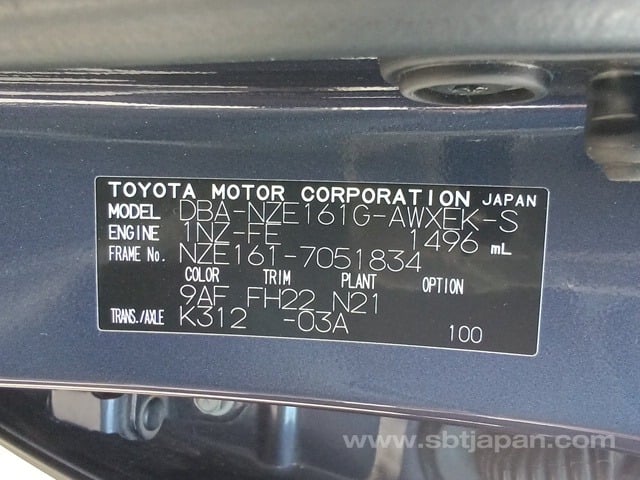 TOYOTA MOTOR CORPORATION JAPAN
MODEL DBA-NZE161G-AWXEK-S
ENGINE 1NZ-FE 1496 mL
FRAME No. NZE161-7051834
COLOR TRIM PLANT OPTION
9AF FH22 N21
TRANS./AXLE K312 -03A
100
www.sbtjapan.com